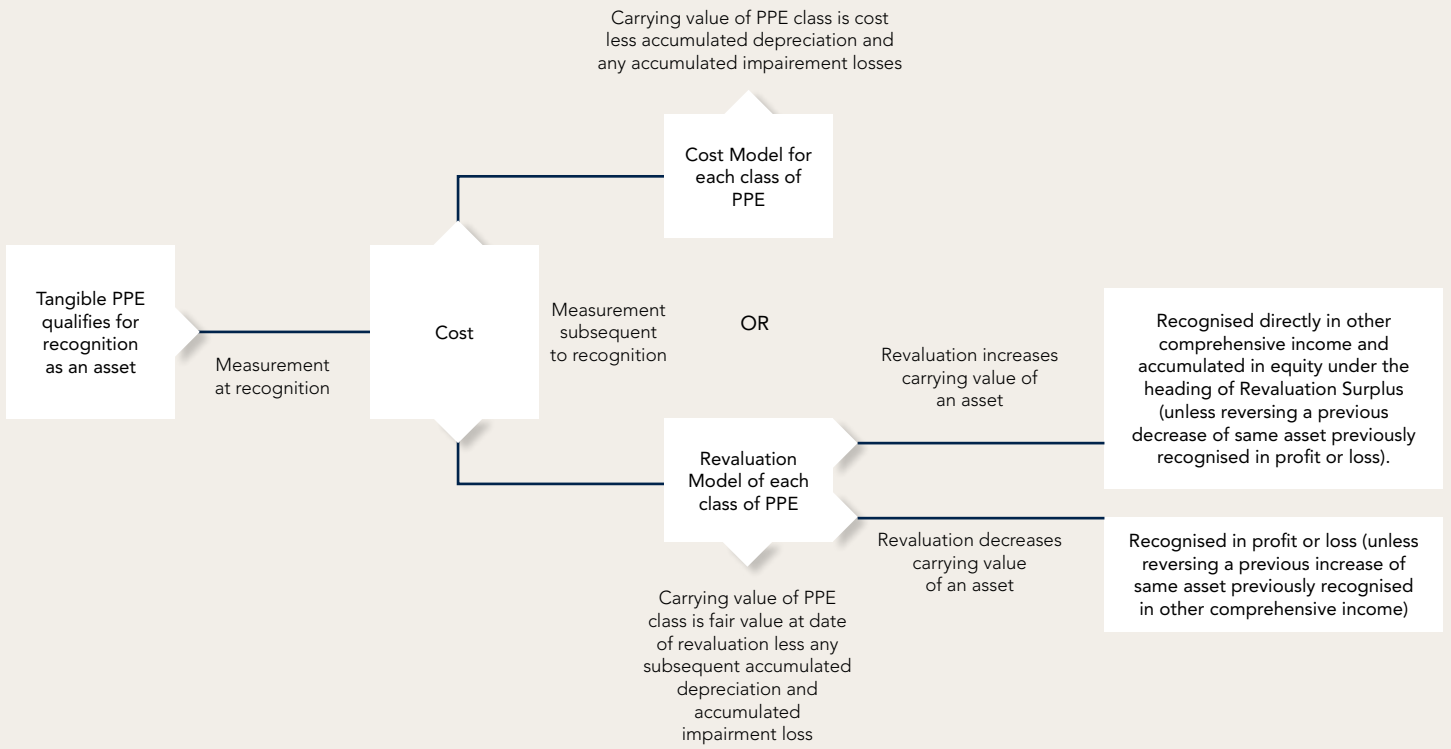 Carrying value of PPE class is cost
less accumulated depreciation and
any accumulated impairement losses
Cost Model for
each class of
PPE
Tangible PPE
qualifies for
recognition
as an asset
Measurement
at recognition
Cost
Measurement
subsequent
to recognition
OR
Revaluation
Model of each
class of PPE
Carrying value of PPE
class is fair value at date
of revaluation less any
subsequent accumulated
depreciation and
accumulated
impairment loss
Revaluation increases
carrying value of
an asset
Recognised directly in other
comprehensive income and
accumulated in equity under the
heading of Revaluation Surplus
(unless reversing a previous
decrease of same asset previously
recognised in profit or loss).
Revaluation decreases
carrying value
of an asset
Recognised in profit or loss (unless
reversing a previous increase of
same asset previously recognised
in other comprehensive income)